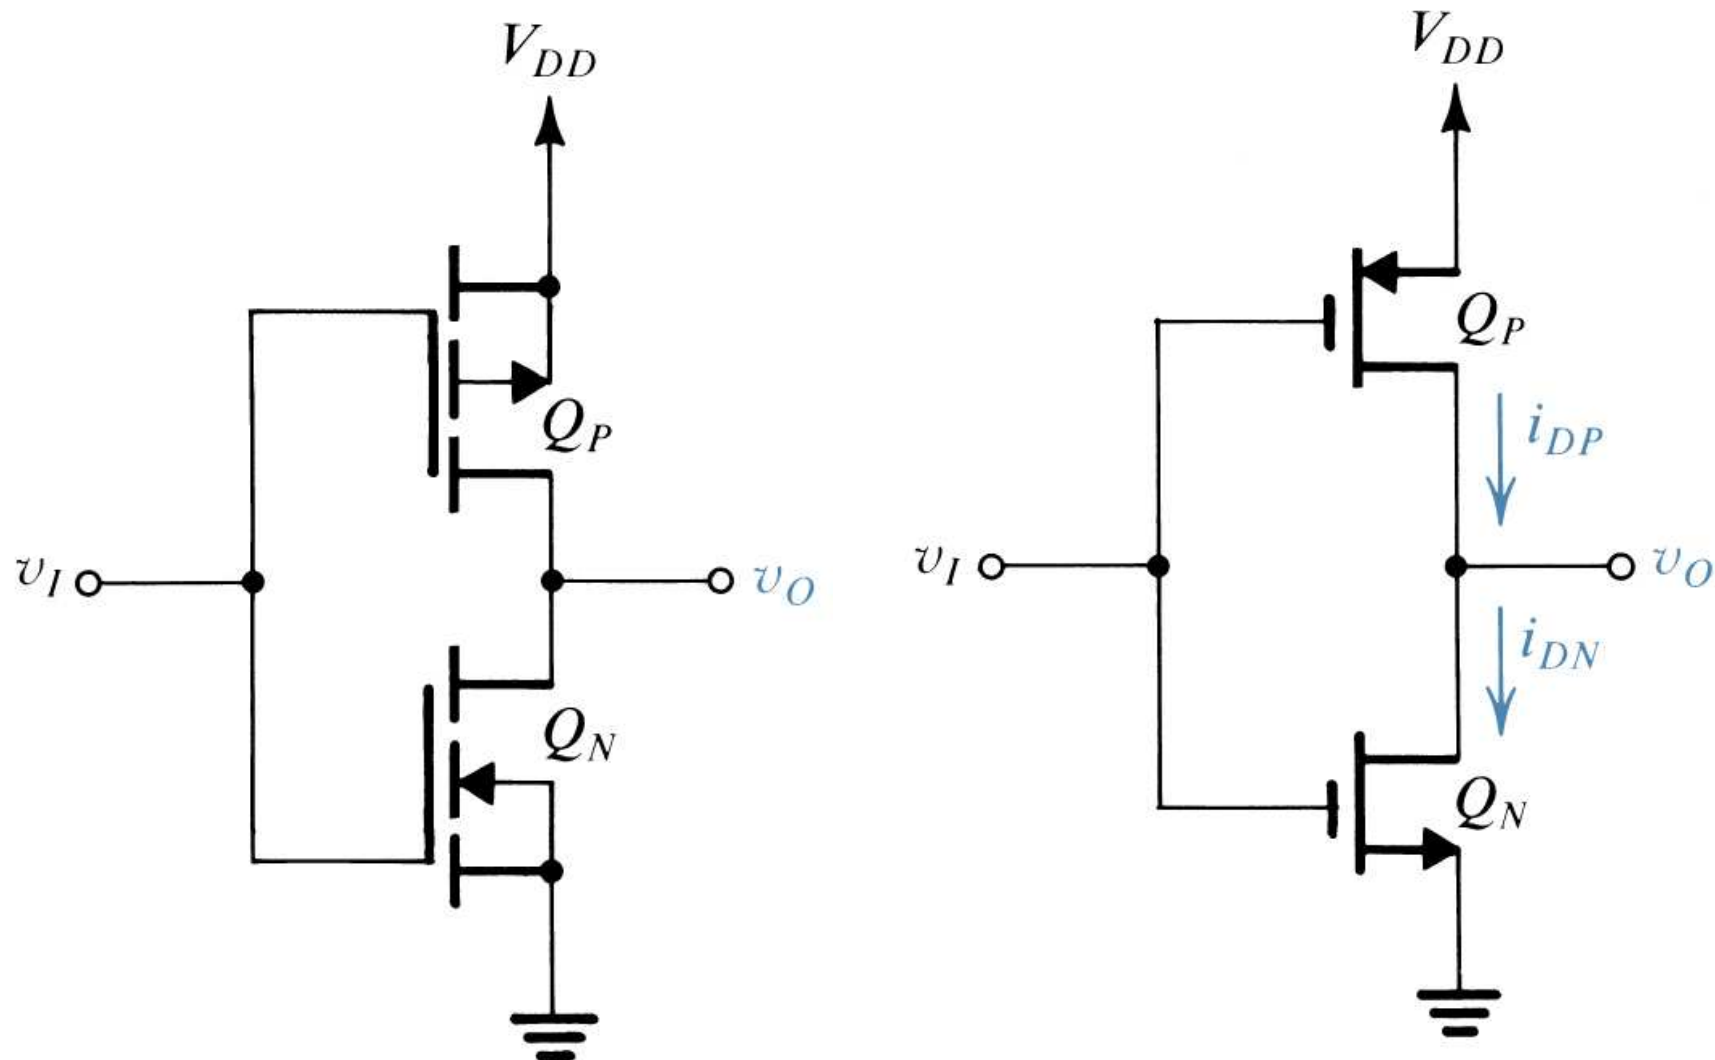 V_DD
Q_P
v_I
v_O
Q_N
V_DD
Q_P
i_DP
v_I
v_O
i_DN
Q_N